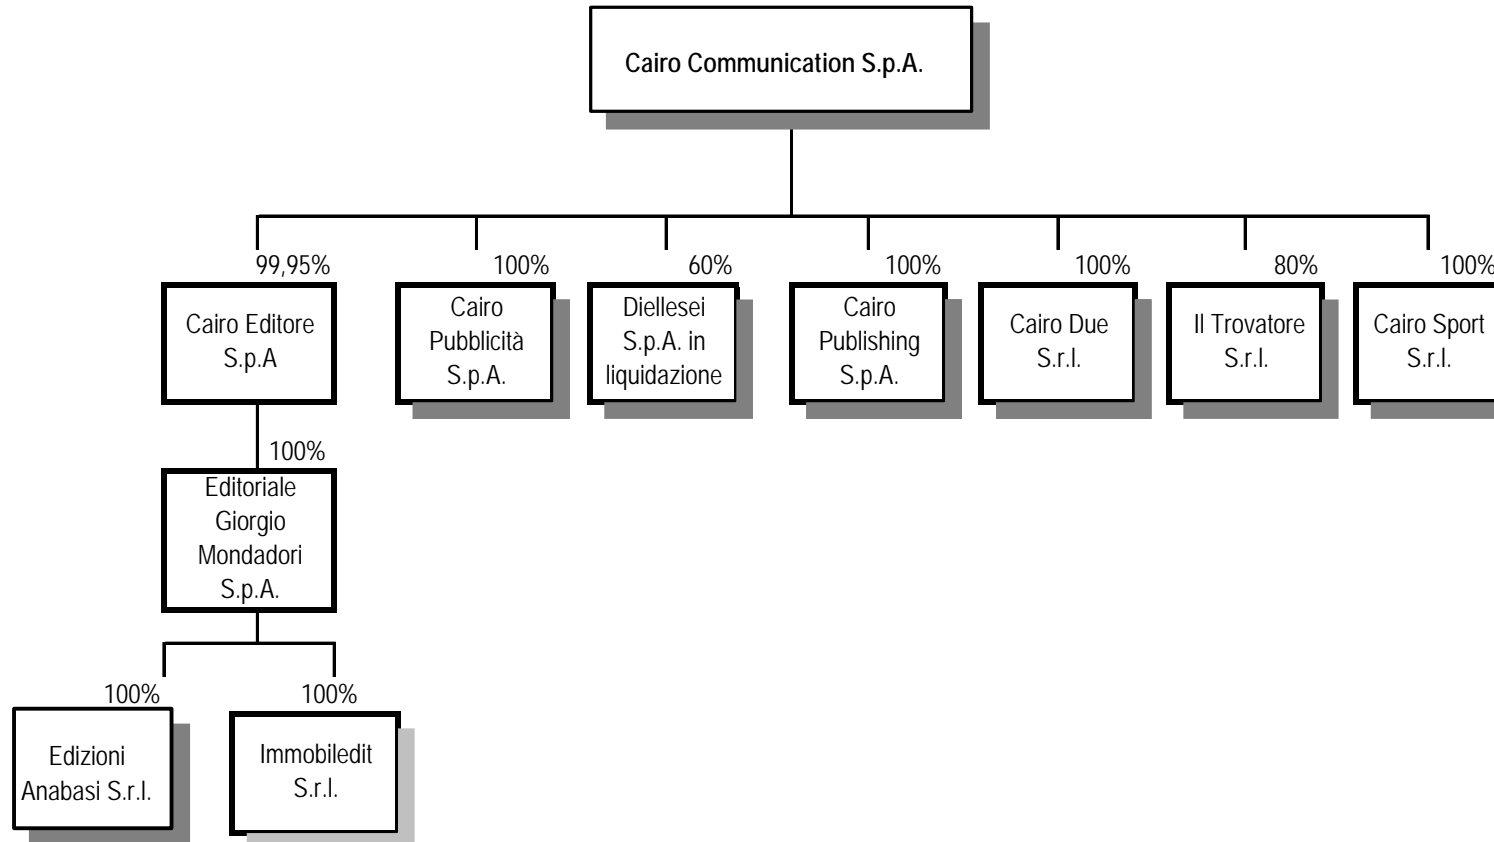 Cairo Communication S.p.A.
99,95%
100%
60%
100%
100%
80%
100%
Cairo Editore
S.p.A
Cairo
Pubblicità
S.p.A.
Diellesei
S.p.A. in
liquidazione
Cairo
Publishing
S.p.A.
Cairo Due
S.r.l.
Il Trovatore
S.r.l.
Cairo Sport
S.r.l.
100%
Editoriale
Giorgio
Mondadori
S.p.A.
100%
100%
Edizioni
Anabasi S.r.l.
Immobiledit
S.r.l.